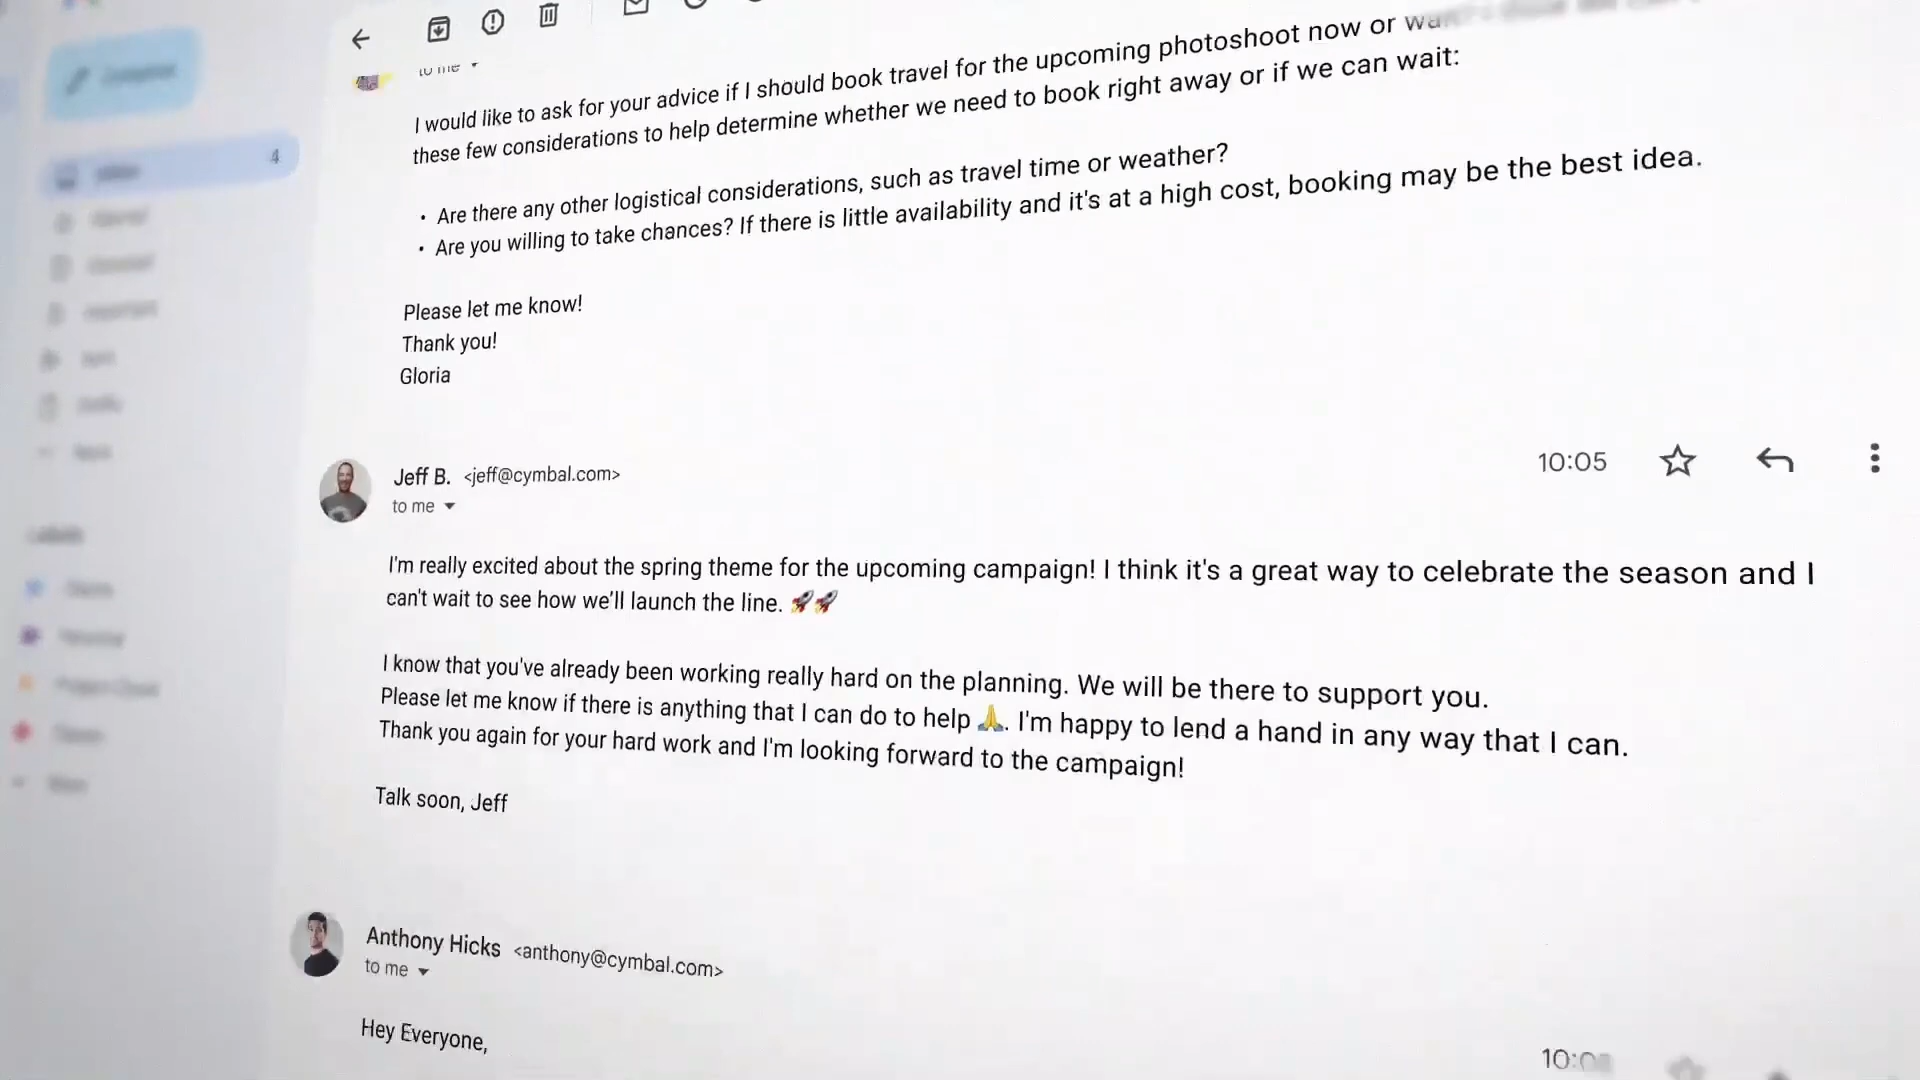 to me
I would like to ask for your advice if I should book travel for the upcoming photoshoot now or
these few considerations to help determine whether we need to book right away or if we can wait:
• Are there any other logistical considerations, such as travel time or weather?
• Are you willing to take chances? If there is little availability and it's at a high cost, booking may be the best idea.
Please let me know!
Thank you!
Gloria
4
Jeff B. <jeff@cymbal.com>
10:05
to me
I'm really excited about the spring theme for the upcoming campaign! I think it's a great way to celebrate the season and I
can't wait to see how we'll launch the line. 🚀🚀
I know that you've already been working really hard on the planning. We will be there to support you.
Please let me know if there is anything that I can do to help 🙏. I'm happy to lend a hand in any way that I can.
Thank you again for your hard work and I'm looking forward to the campaign!
Talk soon, Jeff
Anthony Hicks <anthony@cymbal.com>
to me
Hey Everyone,